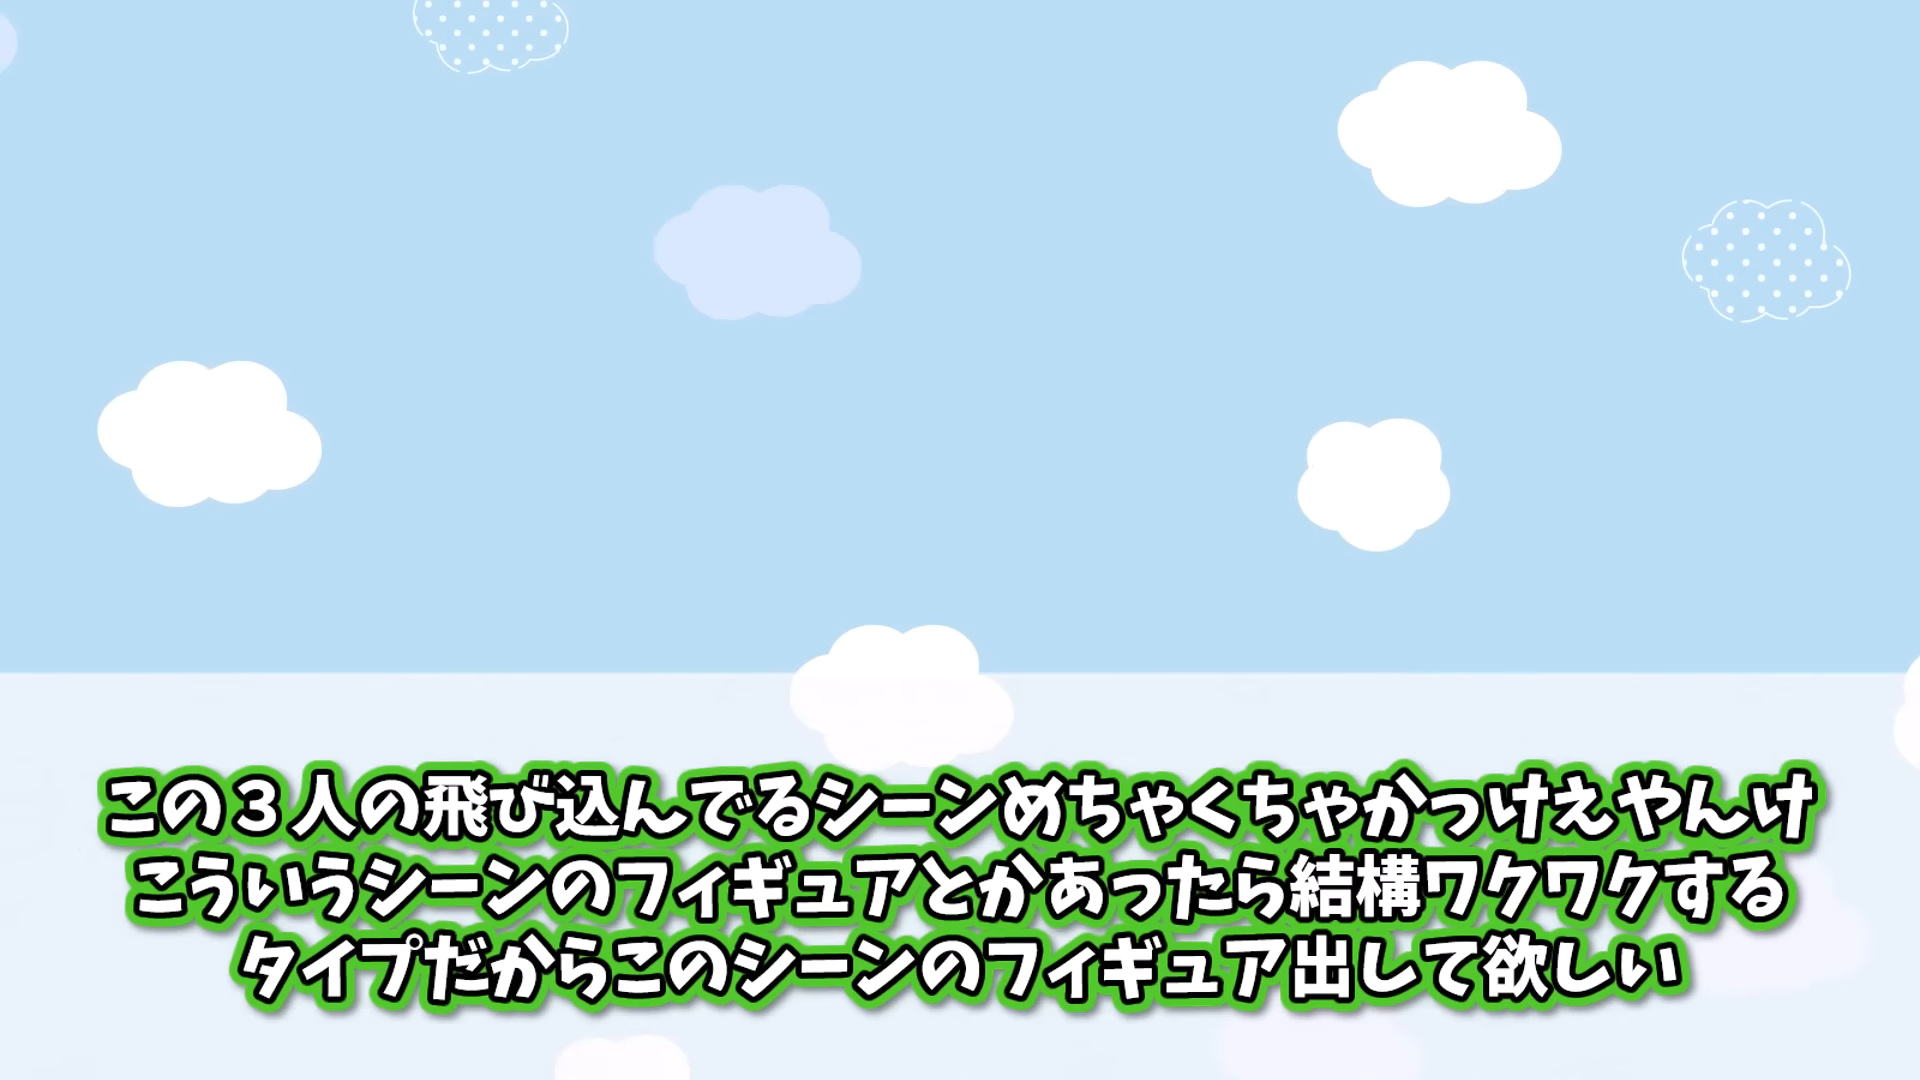 この３人の飛び込んでるシーンめちゃくちゃかっけえやんけ
こういうシーンのフィギュアとかあったら結構ワクワクする
タイプだからこのシーンのフィギュア出して欲しい